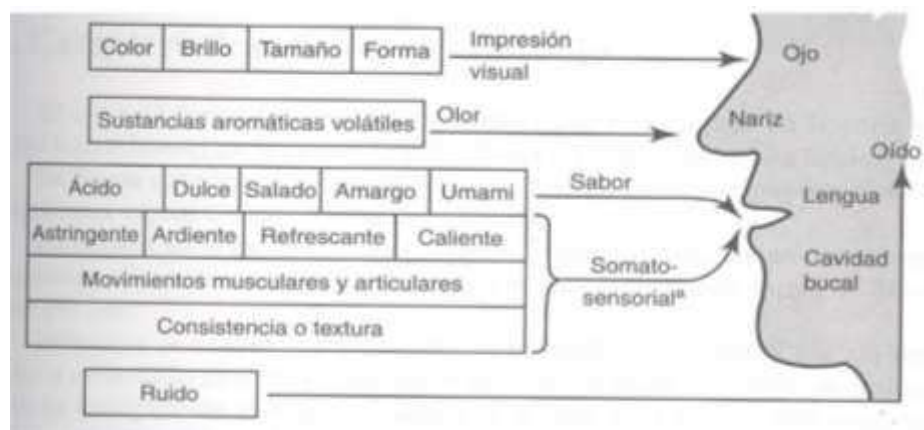 Color Brillo Tamaño Forma
Impresión
visual
Ojo
Sustancias aromáticas volátiles
Olor
Nariz
Oído
Ácido Dulce Salado Amargo Umami
Sabor
Lengua
Astringente Ardiente Refrescante Caliente
Movimientos musculares y articulares
Consistencia o textura
Somato-
sensorialª
Cavidad
bucal
Ruido